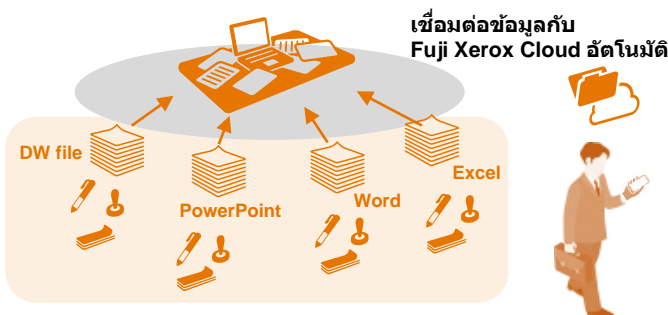 เชื่อมต่อข้อมูลกับ
Fuji Xerox Cloud อัตโนมัติ
DW file
PowerPoint
Word
Excel